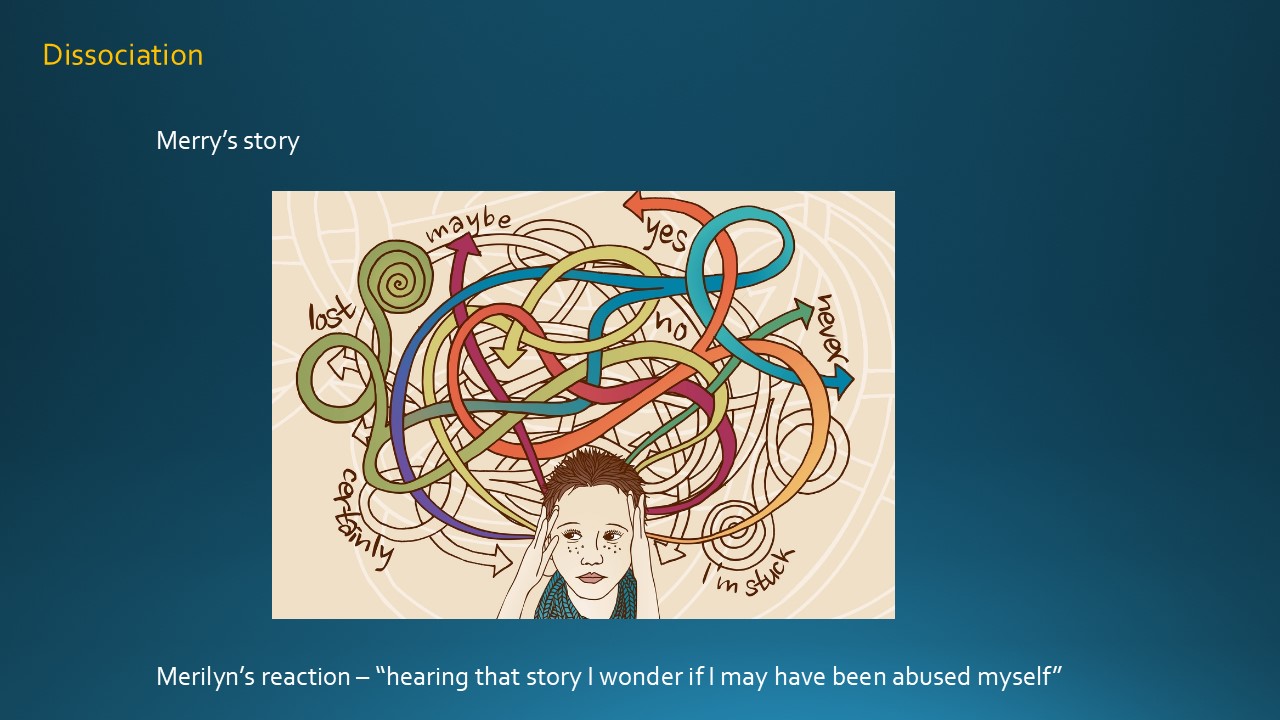 Dissociation
Merry’s story
maybe
yes
lost
no
never
certainly
I'm stuck
Merilyn’s reaction – “hearing that story I wonder if I may have been abused myself”